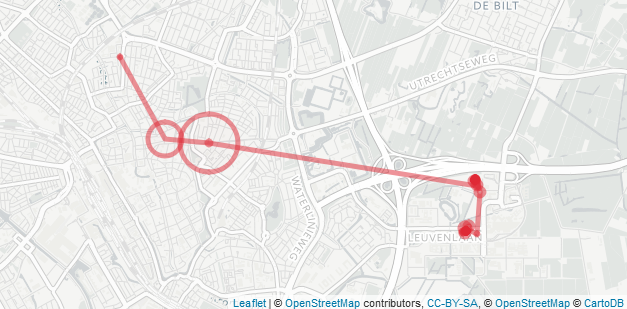 DE BILT
UTRECHTSEWEG
WATERLINIEWEG
LEUVENLAAN
Leaflet | © OpenStreetMap contributors, CC-BY-SA, © OpenStreetMap © CartoDB